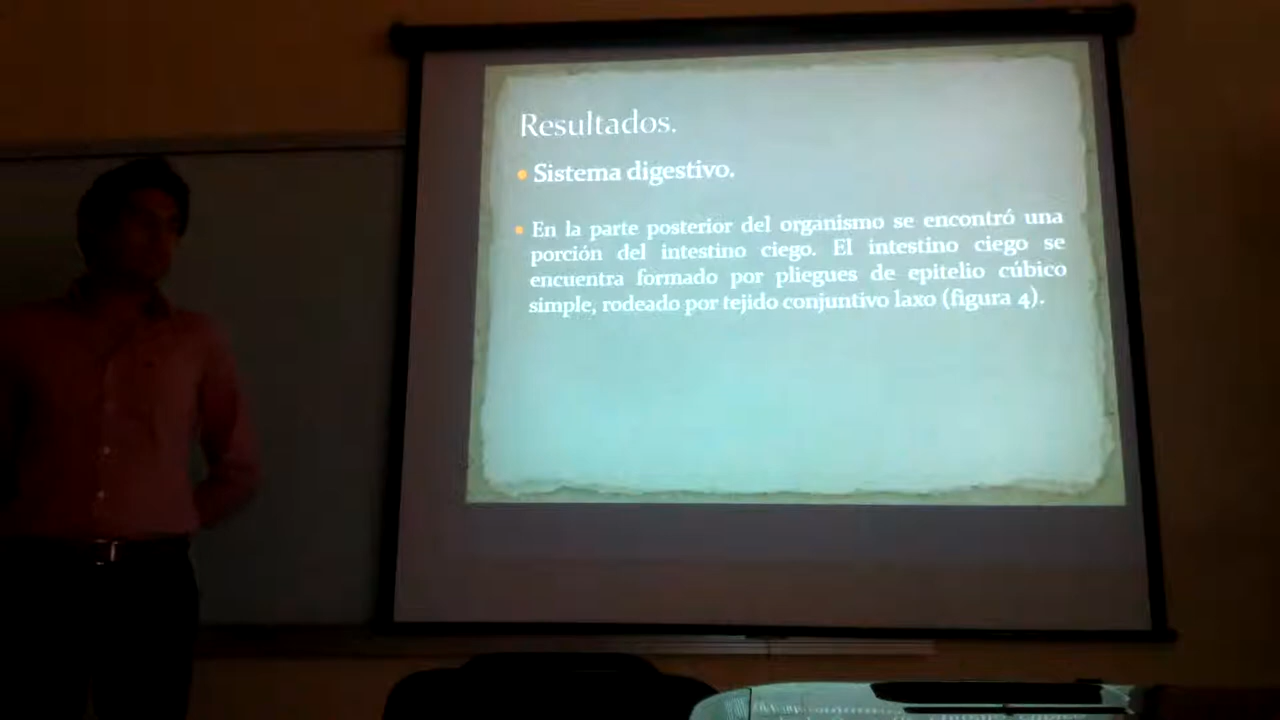 Resultados.
Sistema digestivo.
En la parte posterior del organismo se encontró una
porción del intestino ciego. El intestino ciego se
encuentra formado por pliegues de epitelio cúbico
simple, rodeado por tejido conjuntivo laxo (figura 4).